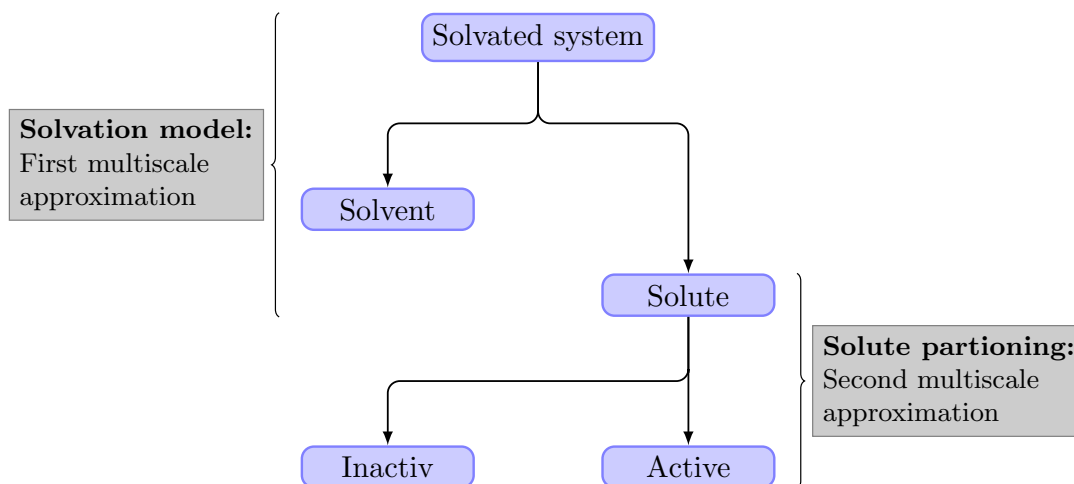 Solvated system
Solvation model:
First multiscale
approximation
Solvent
Solute
Solute partioning:
Second multiscale
approximation
Inactiv
Active